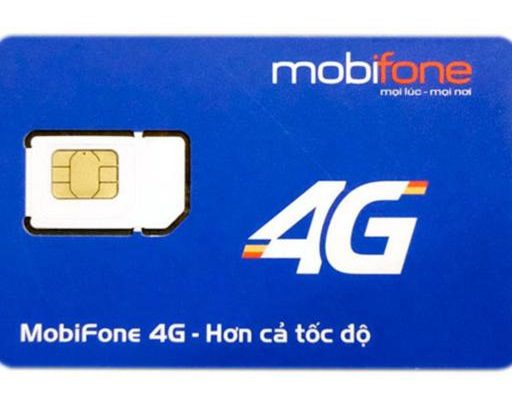 mobifone
mọi lúc - mọi nơi
4G
MobiFone 4G - Hơn cả tốc độ